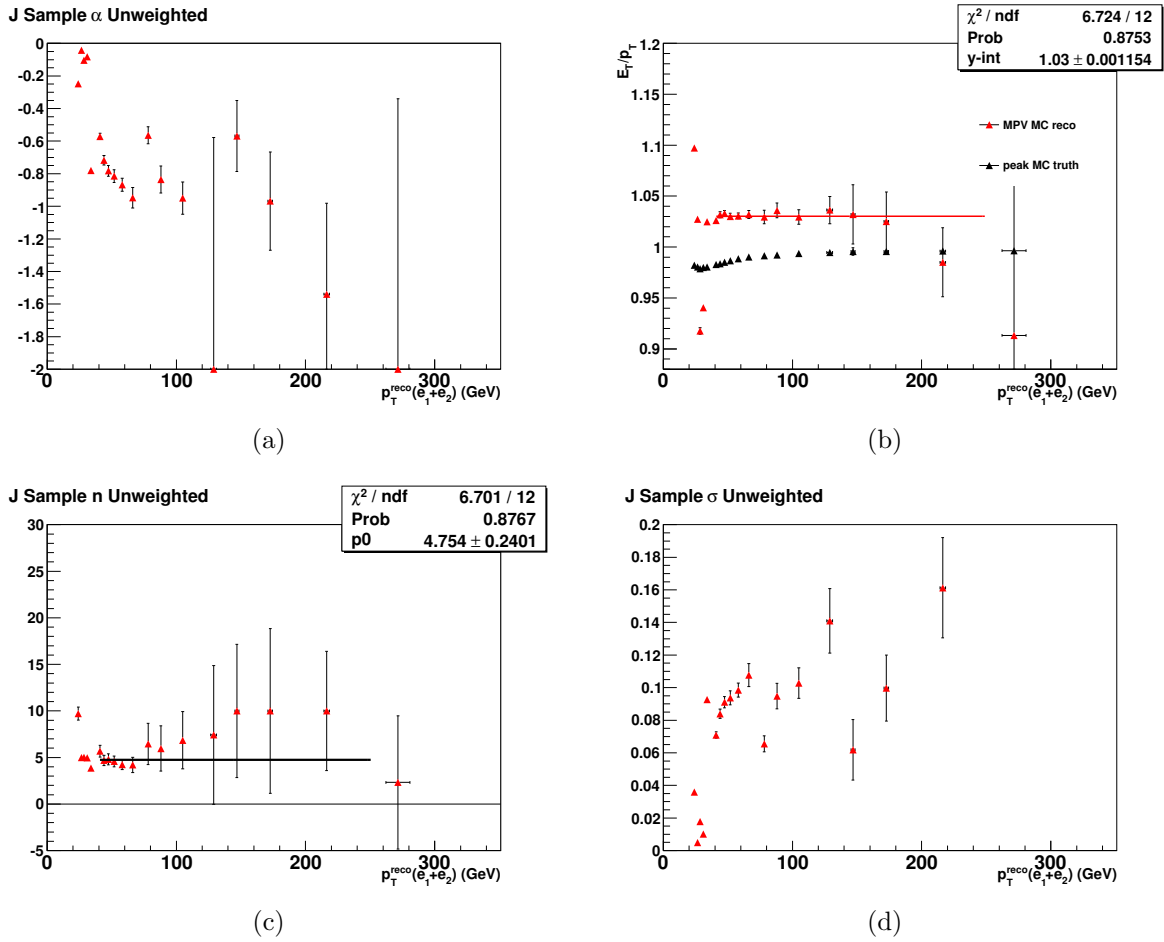 J Sample α Unweighted
0
-0.2
-0.4
-0.6
-0.8
-1
-1.2
-1.4
-1.6
-1.8
-2
0 100 200 300
p_T^reco(e_1+e_2) (GeV)
(a)
χ² / ndf 6.724 / 12
Prob 0.8753
y-int 1.03 ± 0.001154
E_T/p_T
1.2
1.15
1.1
1.05
1
0.95
0.9
MPV MC reco
peak MC truth
0 100 200 300
p_T^reco(e_1+e_2) (GeV)
(b)
J Sample n Unweighted
χ² / ndf 6.701 / 12
Prob 0.8767
p0 4.754 ± 0.2401
30
25
20
15
10
5
0
-5
0 100 200 300
p_T^reco(e_1+e_2) (GeV)
(c)
J Sample σ Unweighted
0.2
0.18
0.16
0.14
0.12
0.1
0.08
0.06
0.04
0.02
0
0 100 200 300
p_T^reco(e_1+e_2) (GeV)
(d)